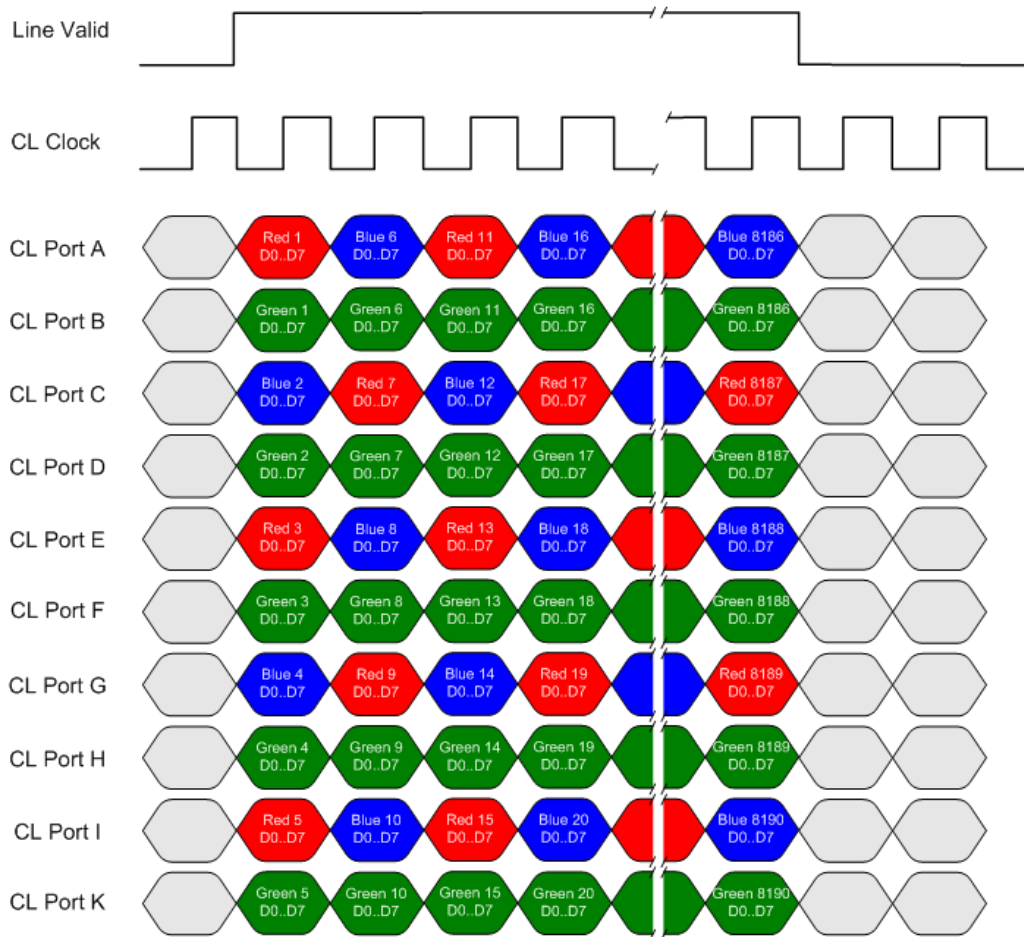 Line Valid
CL Clock
CL Port A
Red 1
D0..D7
Blue 6
D0..D7
Red 11
D0..D7
Blue 16
D0..D7
Blue 8186
D0..D7
CL Port B
Green 1
D0..D7
Green 6
D0..D7
Green 11
D0..D7
Green 16
D0..D7
Green 8186
D0..D7
CL Port C
Blue 2
D0..D7
Red 7
D0..D7
Blue 12
D0..D7
Red 17
D0..D7
Red 8187
D0..D7
CL Port D
Green 2
D0..D7
Green 7
D0..D7
Green 12
D0..D7
Green 17
D0..D7
Green 8187
D0..D7
CL Port E
Red 3
D0..D7
Blue 8
D0..D7
Red 13
D0..D7
Blue 18
D0..D7
Blue 8188
D0..D7
CL Port F
Green 3
D0..D7
Green 8
D0..D7
Green 13
D0..D7
Green 18
D0..D7
Green 8188
D0..D7
CL Port G
Blue 4
D0..D7
Red 9
D0..D7
Blue 14
D0..D7
Red 19
D0..D7
Red 8189
D0..D7
CL Port H
Green 4
D0..D7
Green 9
D0..D7
Green 14
D0..D7
Green 19
D0..D7
Green 8189
D0..D7
CL Port I
Red 5
D0..D7
Blue 10
D0..D7
Red 15
D0..D7
Blue 20
D0..D7
Blue 8190
D0..D7
CL Port K
Green 5
D0..D7
Green 10
D0..D7
Green 15
D0..D7
Green 20
D0..D7
Green 8190
D0..D7